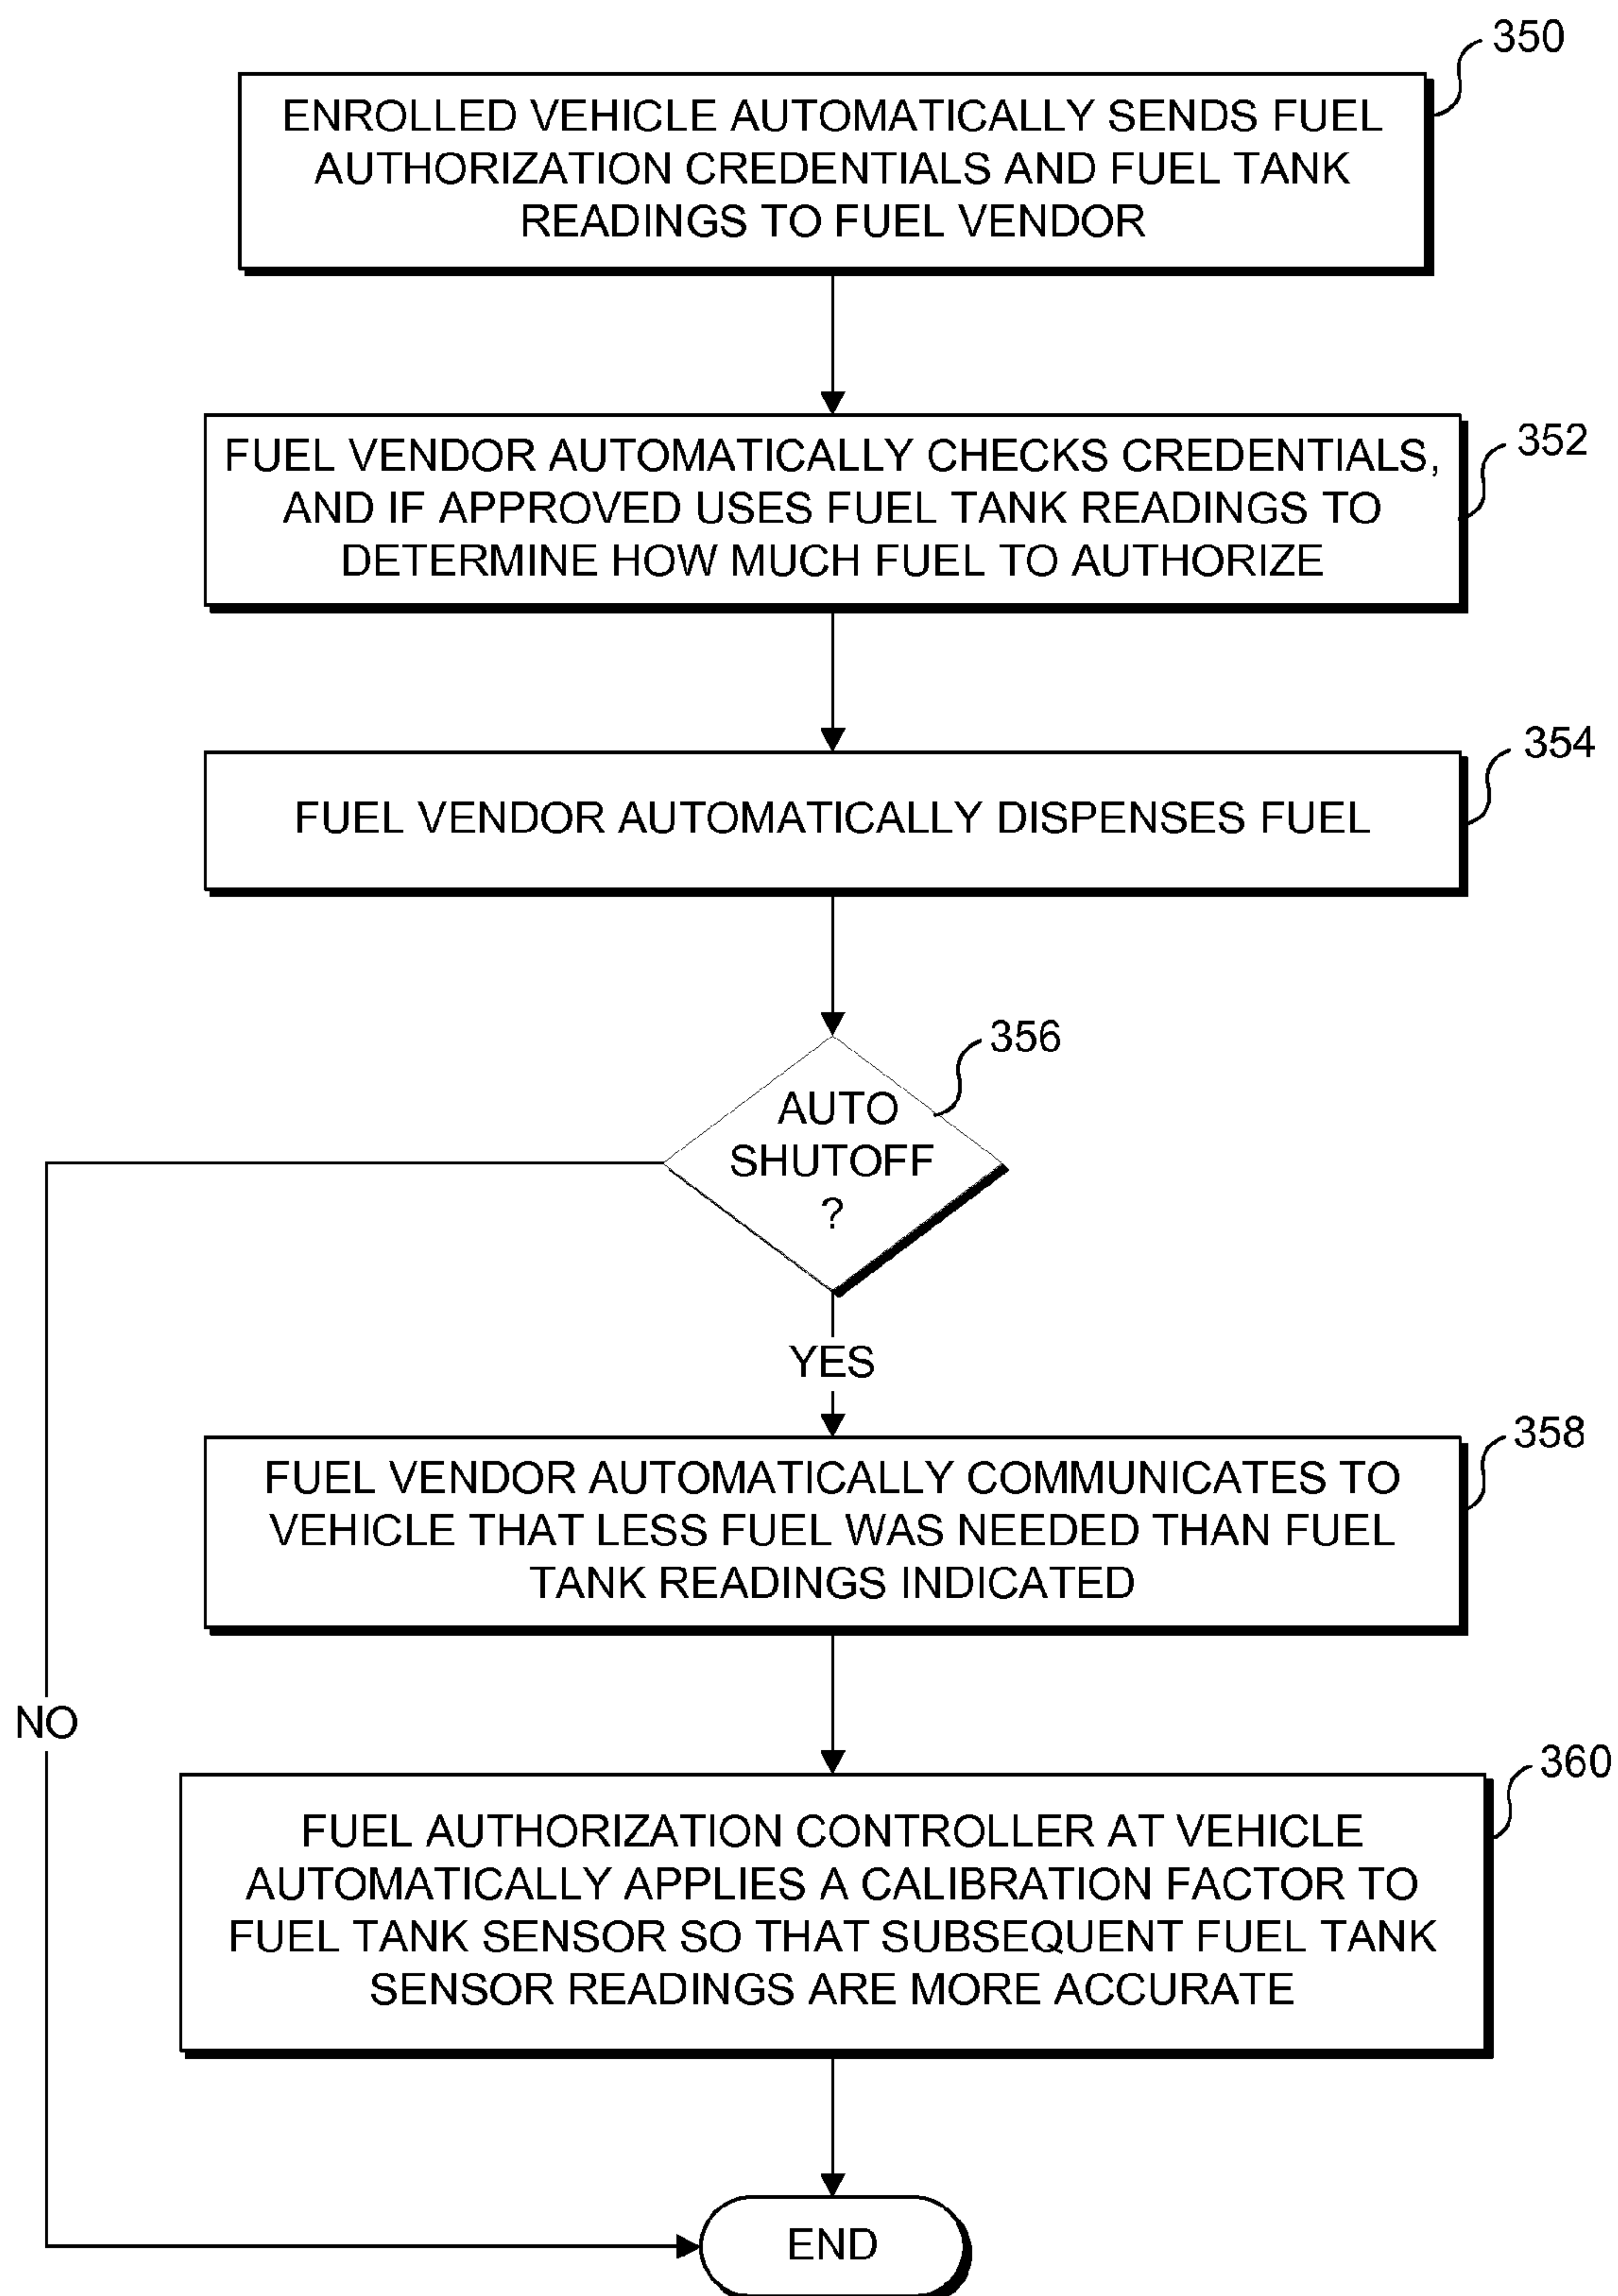 350
ENROLLED VEHICLE AUTOMATICALLY SENDS FUEL
AUTHORIZATION CREDENTIALS AND FUEL TANK
READINGS TO FUEL VENDOR
352
FUEL VENDOR AUTOMATICALLY CHECKS CREDENTIALS,
AND IF APPROVED USES FUEL TANK READINGS TO
DETERMINE HOW MUCH FUEL TO AUTHORIZE
354
FUEL VENDOR AUTOMATICALLY DISPENSES FUEL
356
AUTO
SHUTOFF
?
YES
358
FUEL VENDOR AUTOMATICALLY COMMUNICATES TO
VEHICLE THAT LESS FUEL WAS NEEDED THAN FUEL
TANK READINGS INDICATED
NO
360
FUEL AUTHORIZATION CONTROLLER AT VEHICLE
AUTOMATICALLY APPLIES A CALIBRATION FACTOR TO
FUEL TANK SENSOR SO THAT SUBSEQUENT FUEL TANK
SENSOR READINGS ARE MORE ACCURATE
END